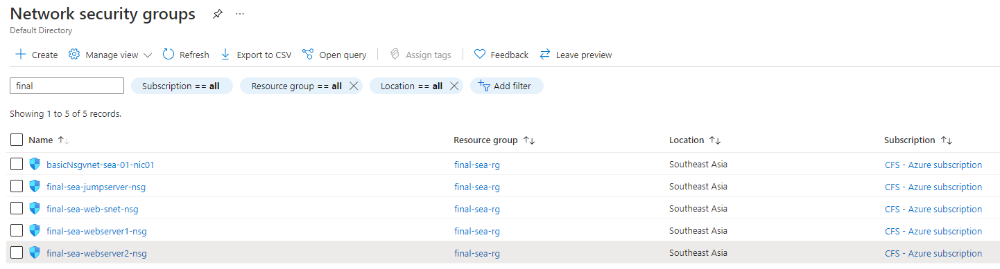 Network security groups ...
Default Directory
Create Manage view Refresh Export to CSV Open query Assign tags Feedback Leave preview
final Subscription == all Resource group == all Location == all Add filter
Showing 1 to 5 of 5 records.
Name Resource group Location Subscription
basicNsgvnet-sea-01-nic01 final-sea-rg Southeast Asia CFS - Azure subscription
final-sea-jumpserver-nsg final-sea-rg Southeast Asia CFS - Azure subscription
final-sea-web-snet-nsg final-sea-rg Southeast Asia CFS - Azure subscription
final-sea-webserver1-nsg final-sea-rg Southeast Asia CFS - Azure subscription
final-sea-webserver2-nsg final-sea-rg Southeast Asia CFS - Azure subscription